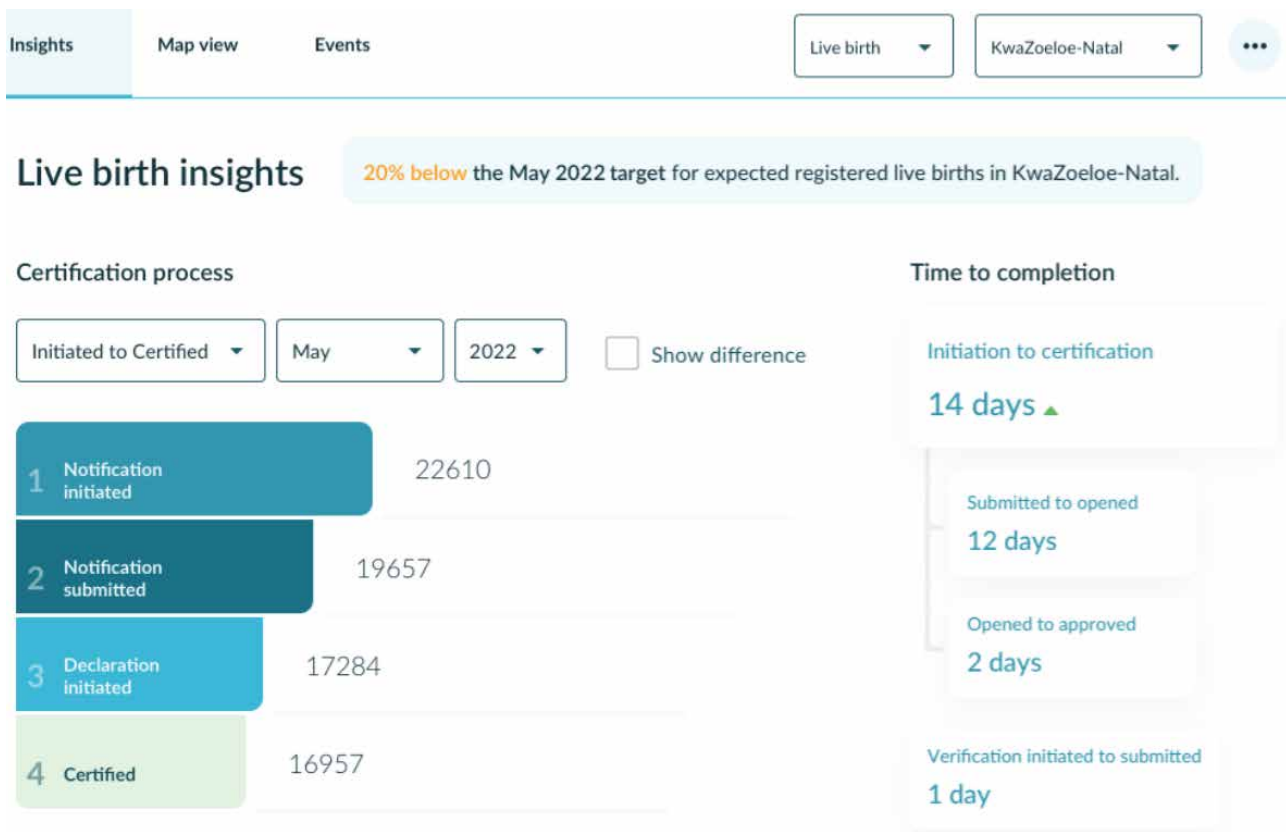 Insights
Map view
Events
Live birth
KwaZoeloe-Natal
Live birth insights
20% below the May 2022 target for expected registered live births in KwaZoeloe-Natal.
Certification process
Initiated to Certified
May
2022
Show difference
1
Notification
initiated
22610
2
Notification
submitted
19657
3
Declaration
initiated
17284
4
Certified
16957
Time to completion
Initiation to certification
14 days
Submitted to opened
12 days
Opened to approved
2 days
Verification initiated to submitted
1 day